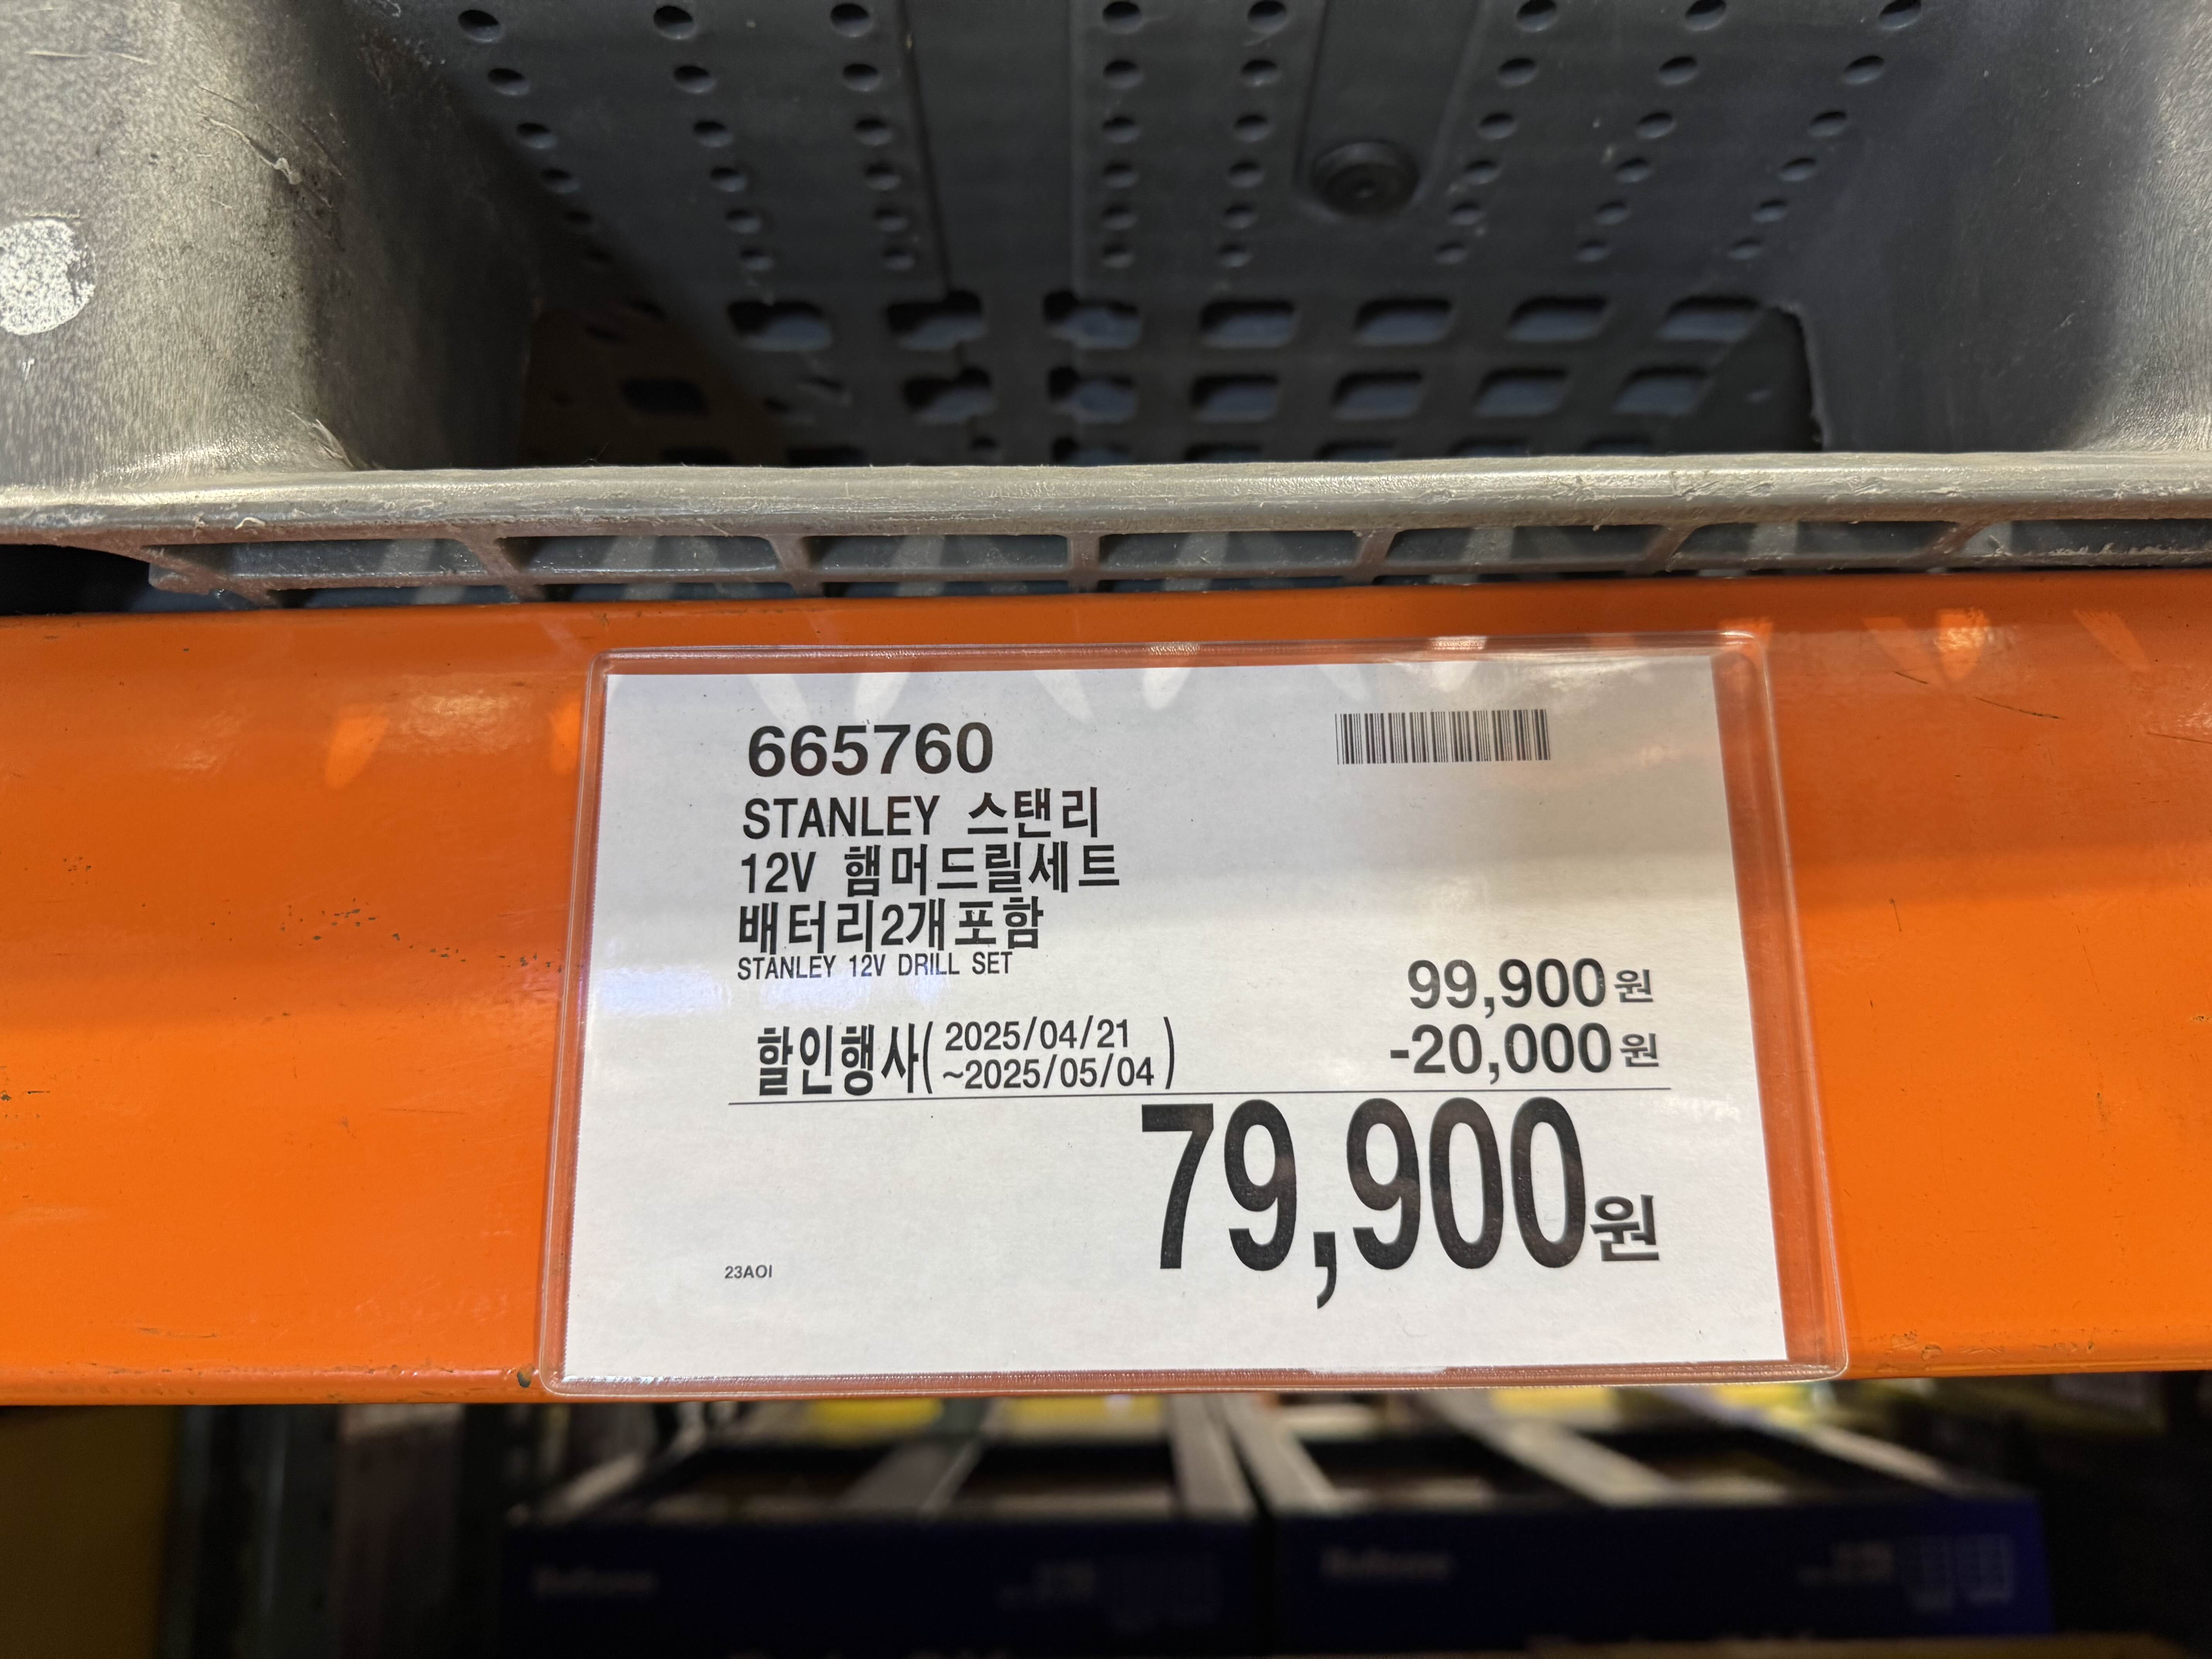 665760
STANLEY 스탠리
12V 햄머드릴세트
배터리2개포함
STANLEY 12V DRILL SET
99,900원
할인행사( 2025/04/21 ~2025/05/04 )
-20,000원
79,900원
23AOI